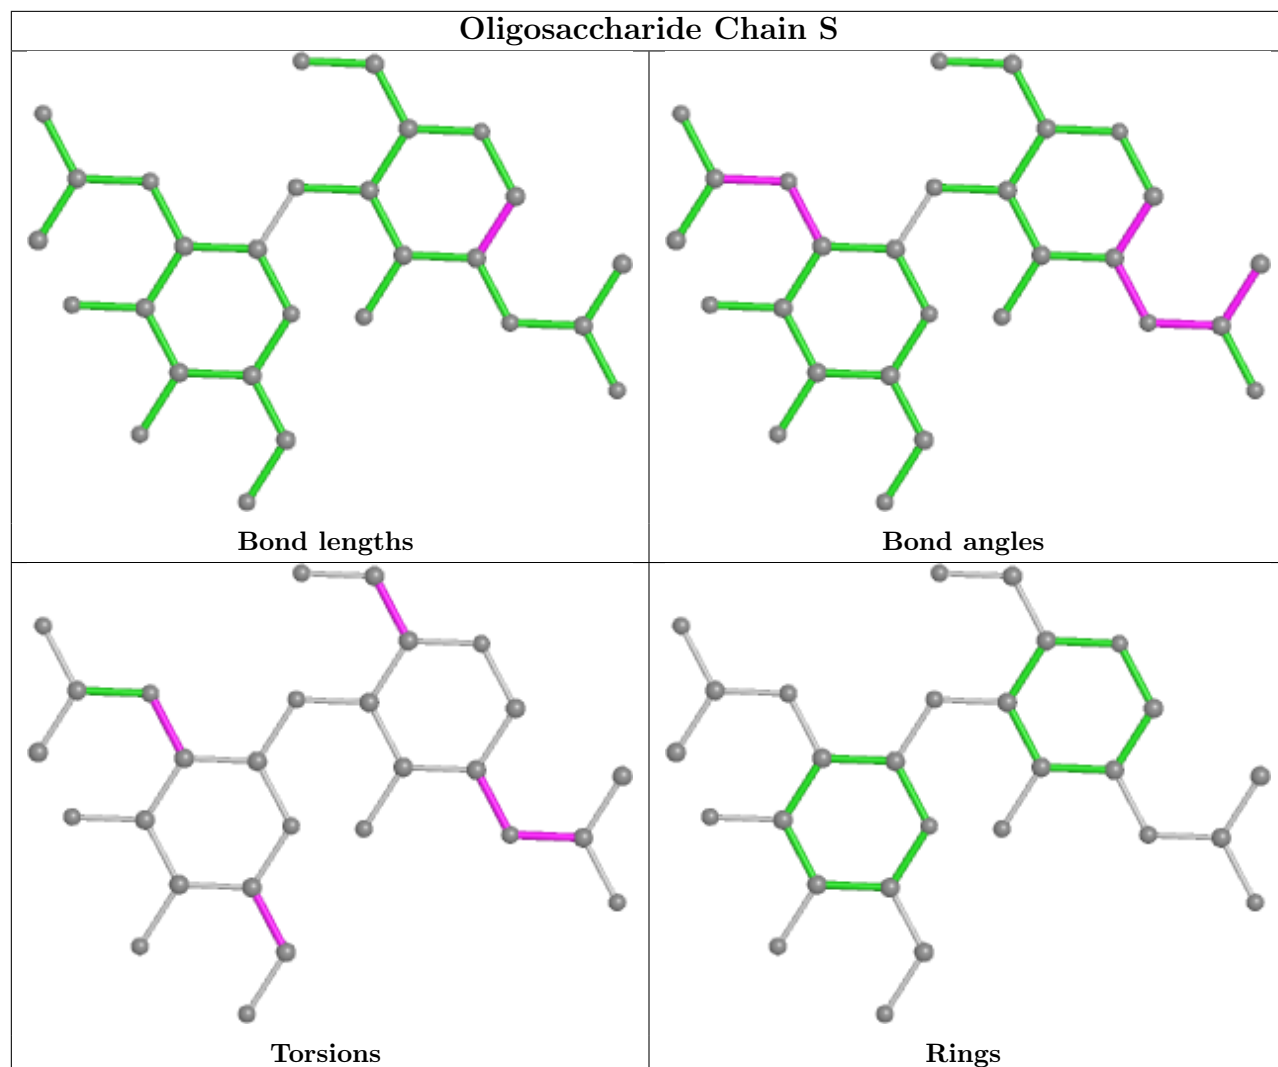 Oligosaccharide Chain S
Bond lengths
Bond angles
Torsions
Rings